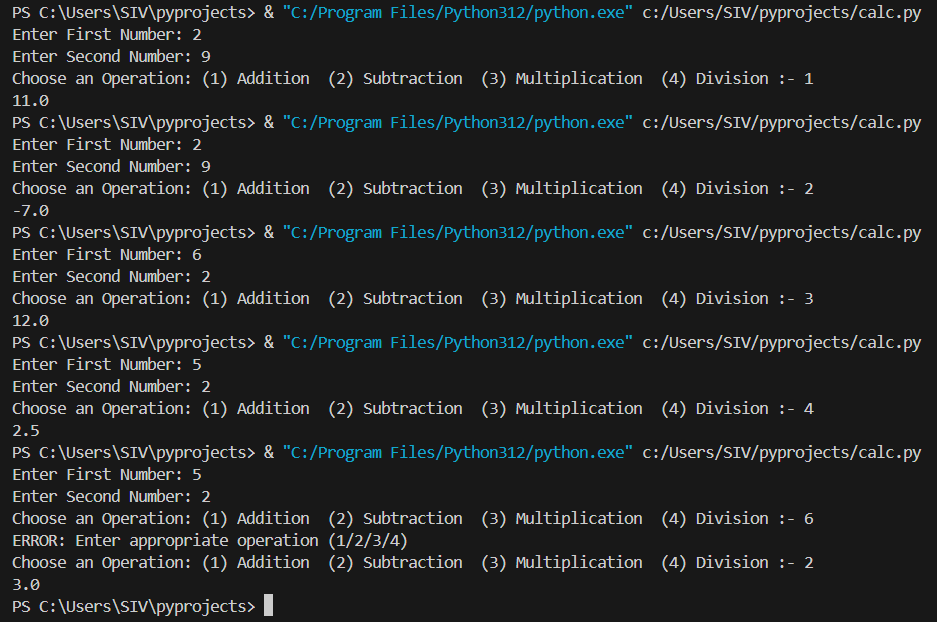 PS C:\Users\SIV\pyprojects> & "C:/Program Files/Python312/python.exe" c:/Users/SIV/pyprojects/calc.py
Enter First Number: 2
Enter Second Number: 9
Choose an Operation: (1) Addition  (2) Subtraction  (3) Multiplication  (4) Division :- 1
11.0
PS C:\Users\SIV\pyprojects> & "C:/Program Files/Python312/python.exe" c:/Users/SIV/pyprojects/calc.py
Enter First Number: 2
Enter Second Number: 9
Choose an Operation: (1) Addition  (2) Subtraction  (3) Multiplication  (4) Division :- 2
-7.0
PS C:\Users\SIV\pyprojects> & "C:/Program Files/Python312/python.exe" c:/Users/SIV/pyprojects/calc.py
Enter First Number: 6
Enter Second Number: 2
Choose an Operation: (1) Addition  (2) Subtraction  (3) Multiplication  (4) Division :- 3
12.0
PS C:\Users\SIV\pyprojects> & "C:/Program Files/Python312/python.exe" c:/Users/SIV/pyprojects/calc.py
Enter First Number: 5
Enter Second Number: 2
Choose an Operation: (1) Addition  (2) Subtraction  (3) Multiplication  (4) Division :- 4
2.5
PS C:\Users\SIV\pyprojects> & "C:/Program Files/Python312/python.exe" c:/Users/SIV/pyprojects/calc.py
Enter First Number: 5
Enter Second Number: 2
Choose an Operation: (1) Addition  (2) Subtraction  (3) Multiplication  (4) Division :- 6
ERROR: Enter appropriate operation (1/2/3/4)
Choose an Operation: (1) Addition  (2) Subtraction  (3) Multiplication  (4) Division :- 2
3.0
PS C:\Users\SIV\pyprojects>